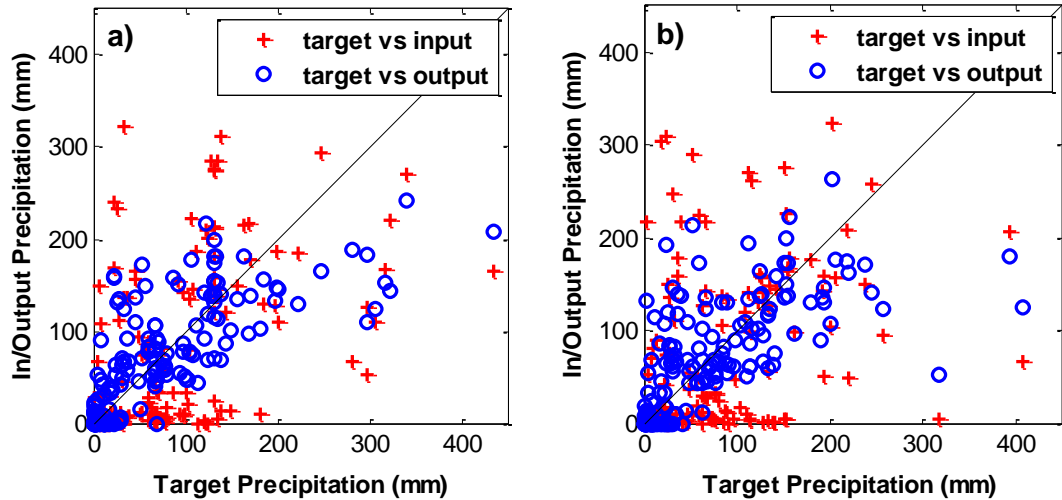 a)
target vs input
target vs output
In/Output Precipitation (mm)
400
300
200
100
0
0 100 200 300 400
Target Precipitation (mm)
b)
target vs input
target vs output
In/Output Precipitation (mm)
400
300
200
100
0
0 100 200 300 400
Target Precipitation (mm)